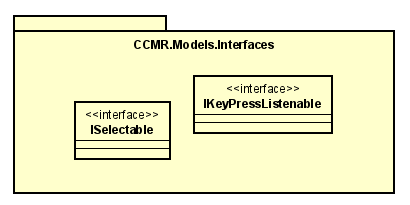 CCMR.Models.Interfaces
<<interface>>
IKeyPressListenable
<<interface>>
ISelectable